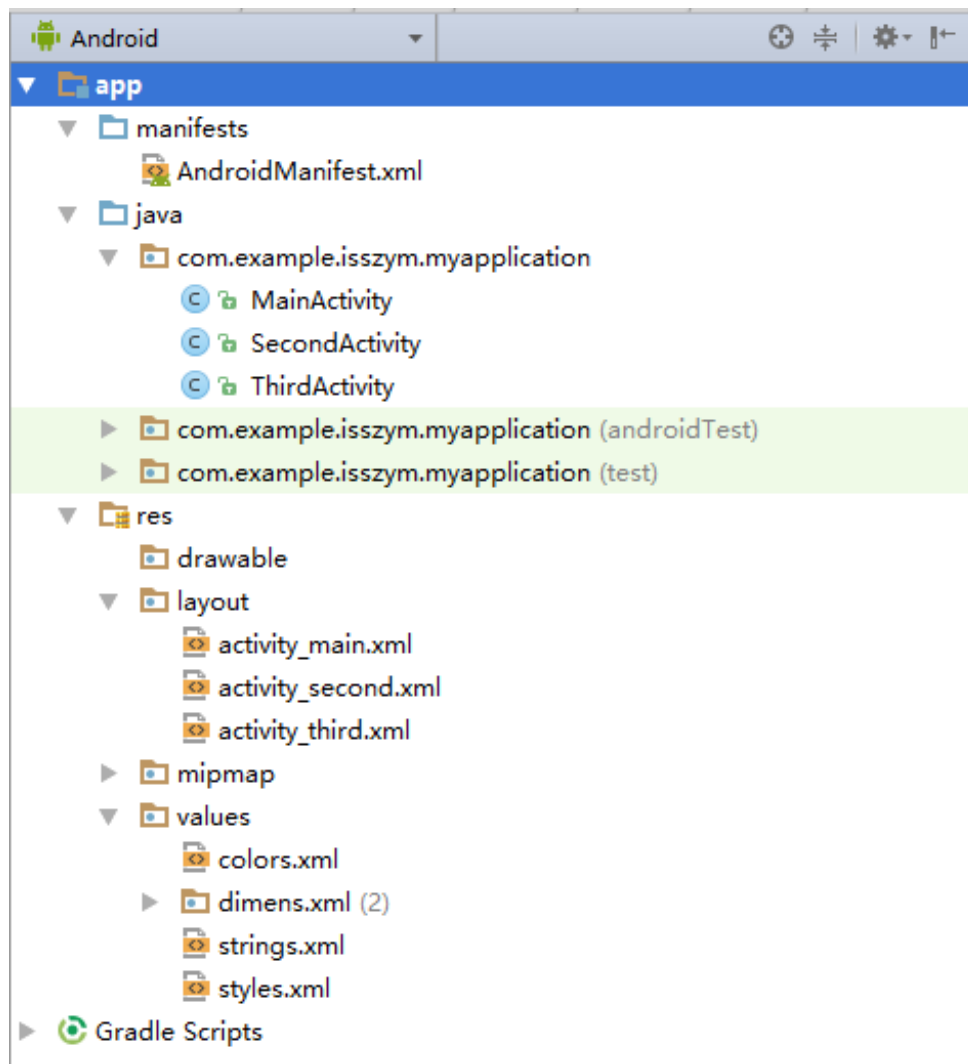 Android
app
manifests
AndroidManifest.xml
java
com.example.isszym.myapplication
C MainActivity
C SecondActivity
C ThirdActivity
com.example.isszym.myapplication (androidTest)
com.example.isszym.myapplication (test)
res
drawable
layout
activity_main.xml
activity_second.xml
activity_third.xml
mipmap
values
colors.xml
dimens.xml (2)
strings.xml
styles.xml
Gradle Scripts